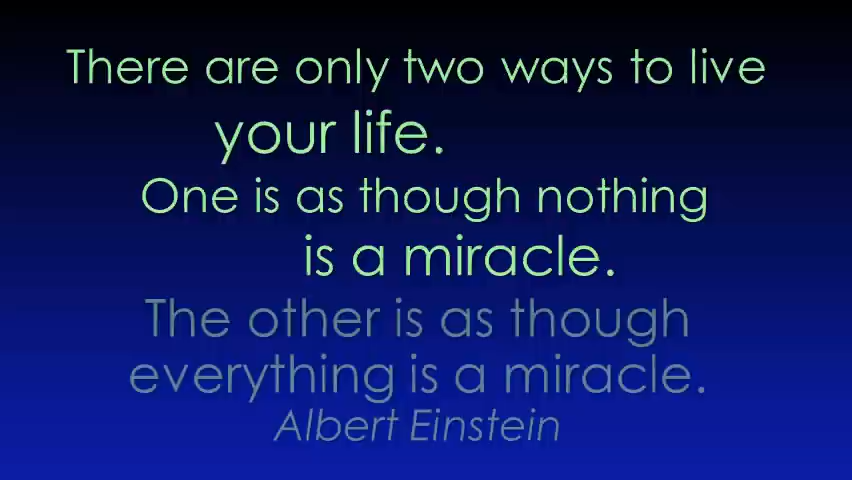 There are only two ways to live
your life.
One is as though nothing
is a miracle.
The other is as though
everything is a miracle.
Albert Einstein